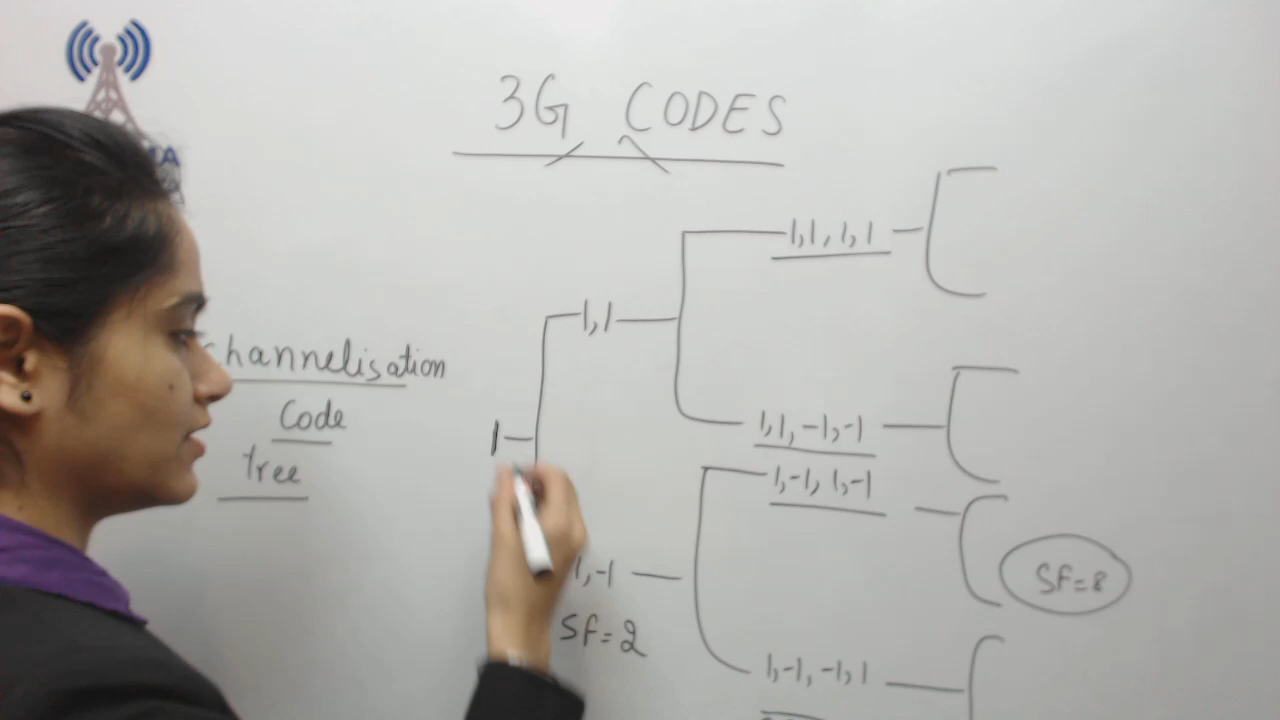 3G CODES
1,1,1,1
1,1
channelisation
Code
tree
1
1,1,-1,-1
1,-1,1,-1
1,-1
SF=8
SF=2
1,-1,-1,1